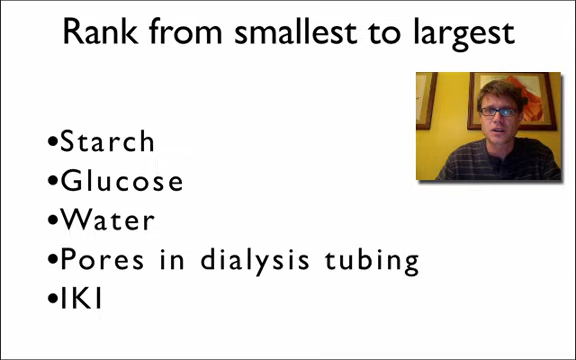 Rank from smallest to largest
•Starch
•Glucose
•Water
•Pores in dialysis tubing
•IKI